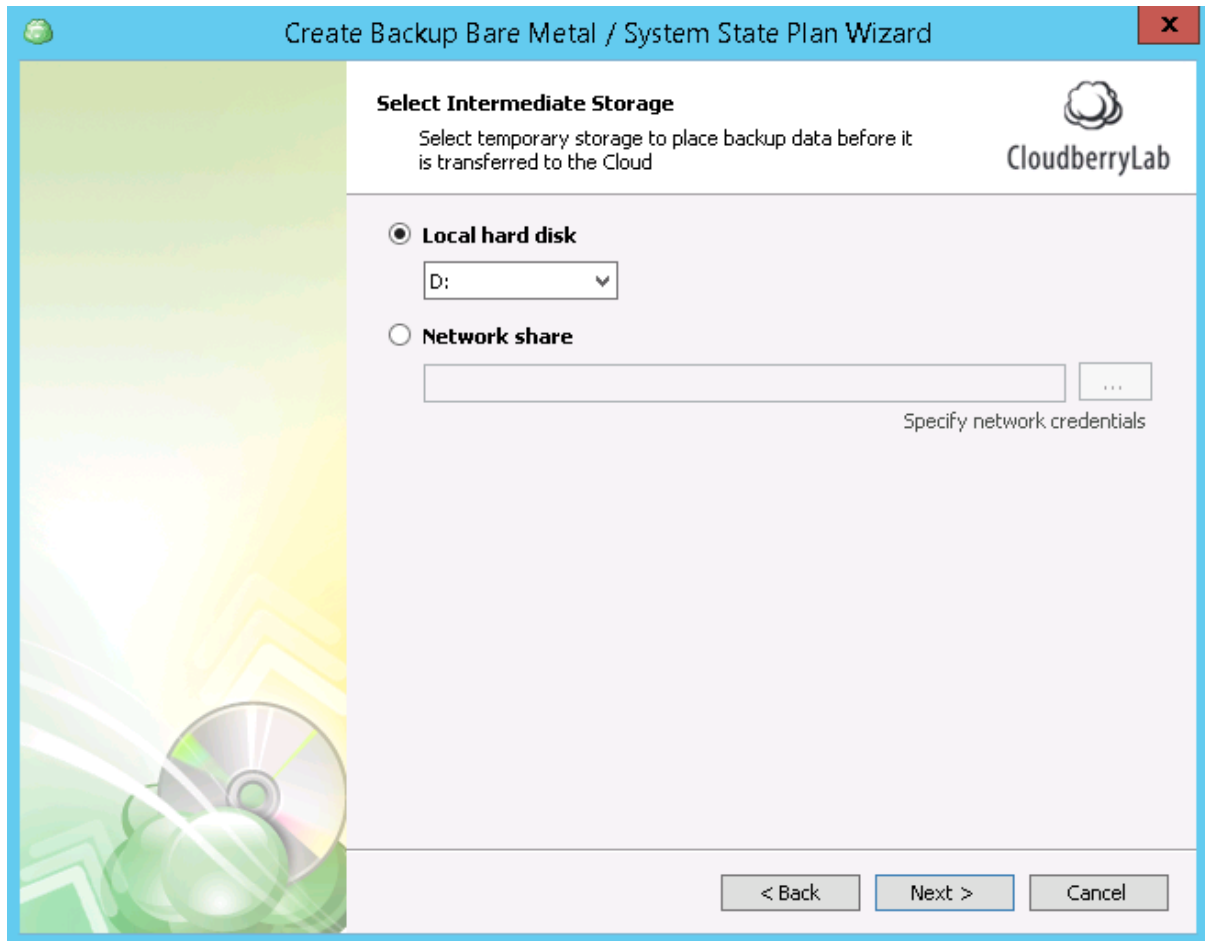 Create Backup Bare Metal / System State Plan Wizard
x
Select Intermediate Storage
Select temporary storage to place backup data before it
is transferred to the Cloud
CloudberryLab
Local hard disk
D:
Network share
...
Specify network credentials
< Back
Next >
Cancel